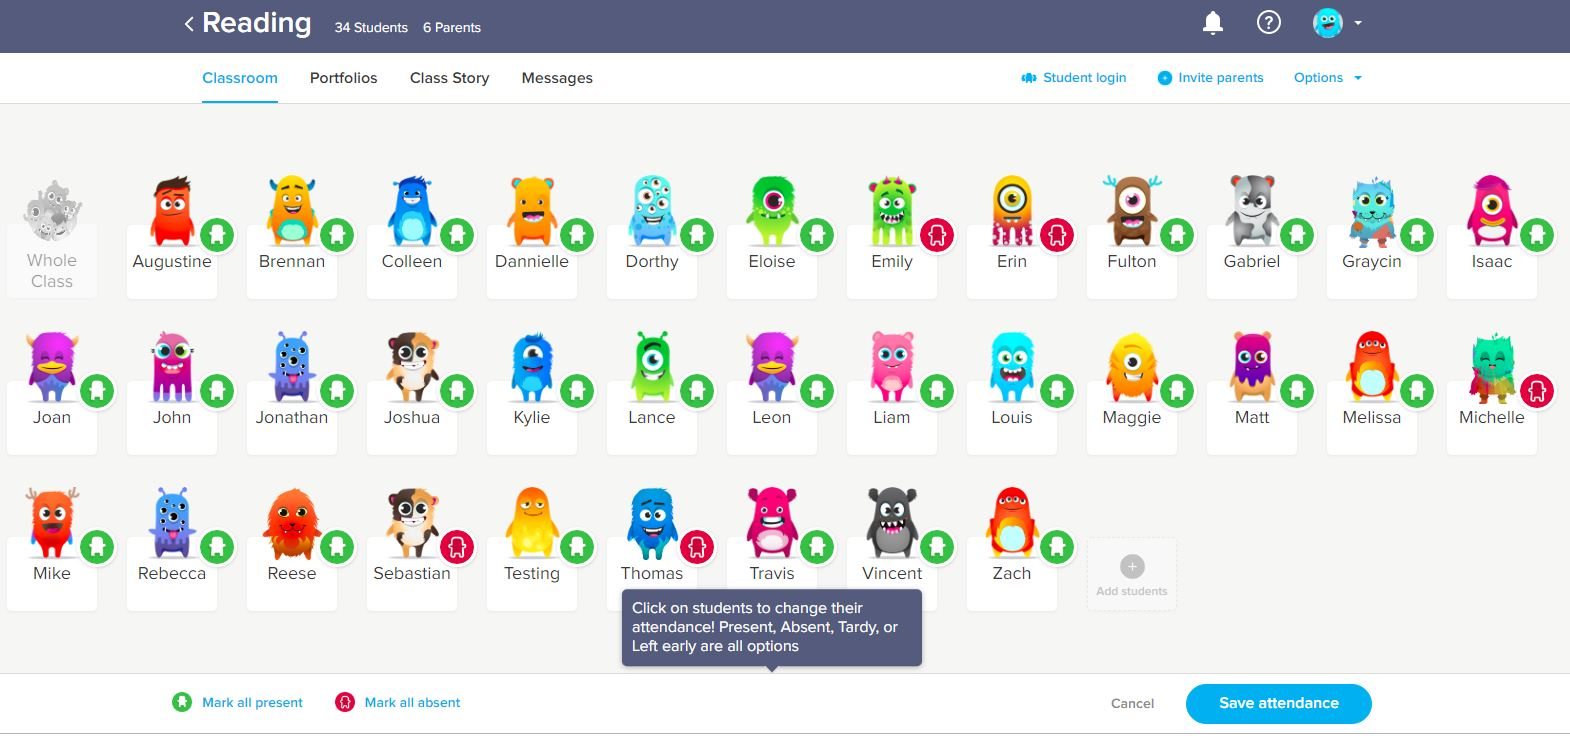 Reading 34 Students 6 Parents
Classroom Portfolios Class Story Messages Student login Invite parents Options
Whole
Class
Augustine Brennan Colleen Dannielle Dorthy Eloise Emily Erin Fulton Gabriel Graycin Isaac
Joan John Jonathan Joshua Kylie Lance Leon Liam Louis Maggie Matt Melissa Michelle
Mike Rebecca Reese Sebastian Testing Thomas Travis Vincent Zach Add students
Click on students to change their
attendance! Present, Absent, Tardy, or
Left early are all options
Mark all present Mark all absent Cancel Save attendance